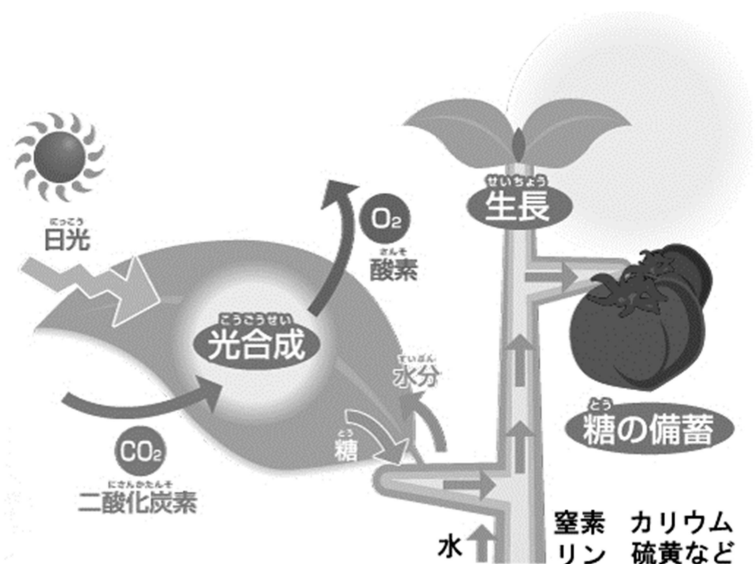 せいちょう
生長
O₂
さんそ
酸素
にっこう
日光
こうごうせい
光合成
すいぶん
水分
とう
糖
とう
糖の備蓄
CO₂
にさんかたんそ
二酸化炭素
水
窒素 カリウム
リン 硫黄など